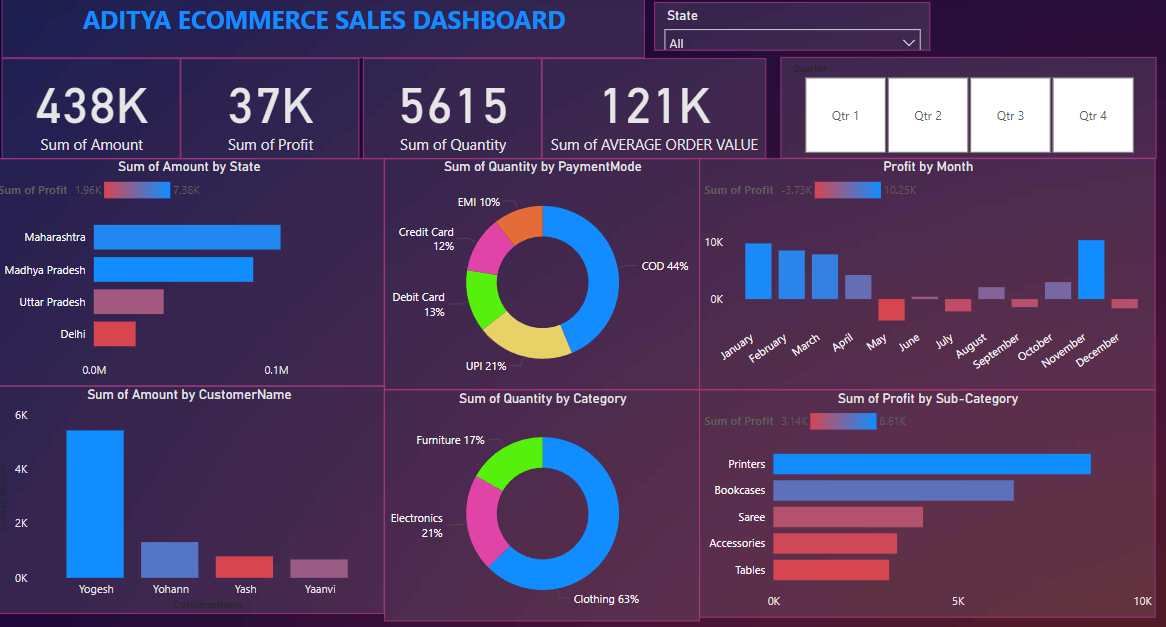 ADITYA ECOMMERCE SALES DASHBOARD
State
All
438K
Sum of Amount
37K
Sum of Profit
5615
Sum of Quantity
121K
Sum of AVERAGE ORDER VALUE
Quarter
Qtr 1
Qtr 2
Qtr 3
Qtr 4
Sum of Amount by State
Sum of Profit 1.96K 7.38K
Maharashtra
Madhya Pradesh
Uttar Pradesh
Delhi
0.0M 0.1M
Sum of Quantity by PaymentMode
EMI 10%
Credit Card
12%
Debit Card
13%
UPI 21%
COD 44%
Profit by Month
Sum of Profit -3.73K 10.25K
10K
0K
January February March April May June July August September October November December
Sum of Amount by CustomerName
6K
4K
2K
0K
Yogesh Yohann Yash Yaanvi
CustomerName
Sum of Quantity by Category
Furniture 17%
Electronics
21%
Clothing 63%
Sum of Profit by Sub-Category
Sum of Profit 3.14K 8.61K
Printers
Bookcases
Saree
Accessories
Tables
0K 5K 10K